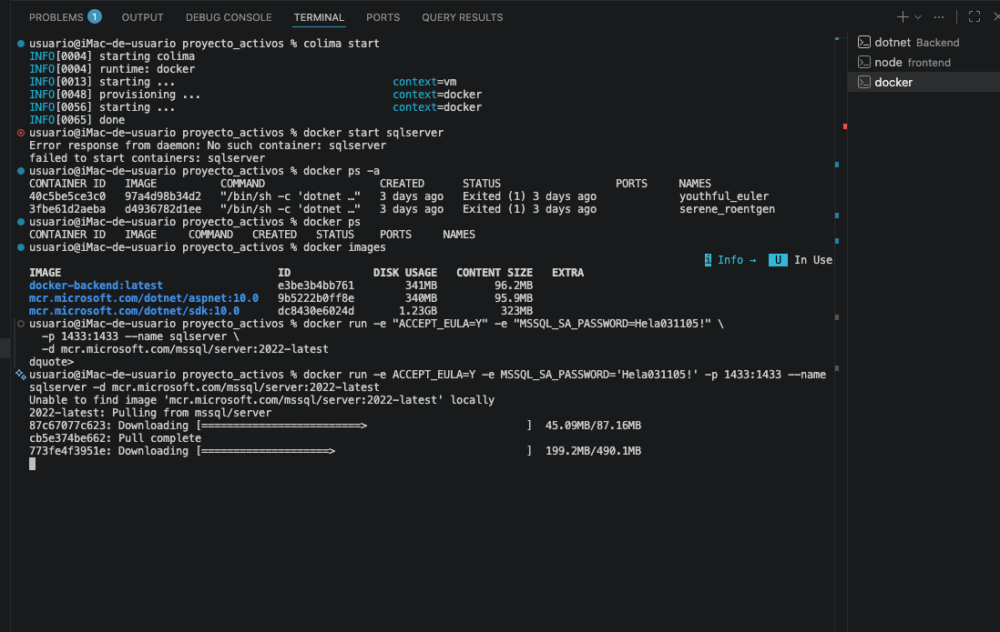 PROBLEMS 1 OUTPUT DEBUG CONSOLE TERMINAL PORTS QUERY RESULTS
usuario@iMac-de-usuario proyecto_activos % colima start
INFO[0004] starting colima
INFO[0004] runtime: docker
INFO[0013] starting ... context=vm
INFO[0048] provisioning ... context=docker
INFO[0056] starting ... context=docker
INFO[0065] done
usuario@iMac-de-usuario proyecto_activos % docker start sqlserver
Error response from daemon: No such container: sqlserver
failed to start containers: sqlserver
usuario@iMac-de-usuario proyecto_activos % docker ps -a
CONTAINER ID IMAGE COMMAND CREATED STATUS PORTS NAMES
40c5be5ce3c0 97a4d98b34d2 "/bin/sh -c 'dotnet …" 3 days ago Exited (1) 3 days ago youthful_euler
3fbe61d2aeba d4936782d1ee "/bin/sh -c 'dotnet …" 3 days ago Exited (1) 3 days ago serene_roentgen
usuario@iMac-de-usuario proyecto_activos % docker ps
CONTAINER ID IMAGE COMMAND CREATED STATUS PORTS NAMES
usuario@iMac-de-usuario proyecto_activos % docker images
i Info → U In Use
IMAGE ID DISK USAGE CONTENT SIZE EXTRA
docker-backend:latest e3be3b4bb761 341MB 96.2MB
mcr.microsoft.com/dotnet/aspnet:10.0 9b5222b0ff8e 340MB 95.9MB
mcr.microsoft.com/dotnet/sdk:10.0 dc8430e6024d 1.23GB 323MB
usuario@iMac-de-usuario proyecto_activos % docker run -e "ACCEPT_EULA=Y" -e "MSSQL_SA_PASSWORD=Hela031105!" \
-p 1433:1433 --name sqlserver \
-d mcr.microsoft.com/mssql/server:2022-latest
dquote>
usuario@iMac-de-usuario proyecto_activos % docker run -e ACCEPT_EULA=Y -e MSSQL_SA_PASSWORD='Hela031105!' -p 1433:1433 --name
sqlserver -d mcr.microsoft.com/mssql/server:2022-latest
Unable to find image 'mcr.microsoft.com/mssql/server:2022-latest' locally
2022-latest: Pulling from mssql/server
87c67077c623: Downloading [=========================> ] 45.09MB/87.16MB
cb5e374be662: Pull complete
773fe4f3951e: Downloading [====================> ] 199.2MB/490.1MB
dotnet Backend
node frontend
docker